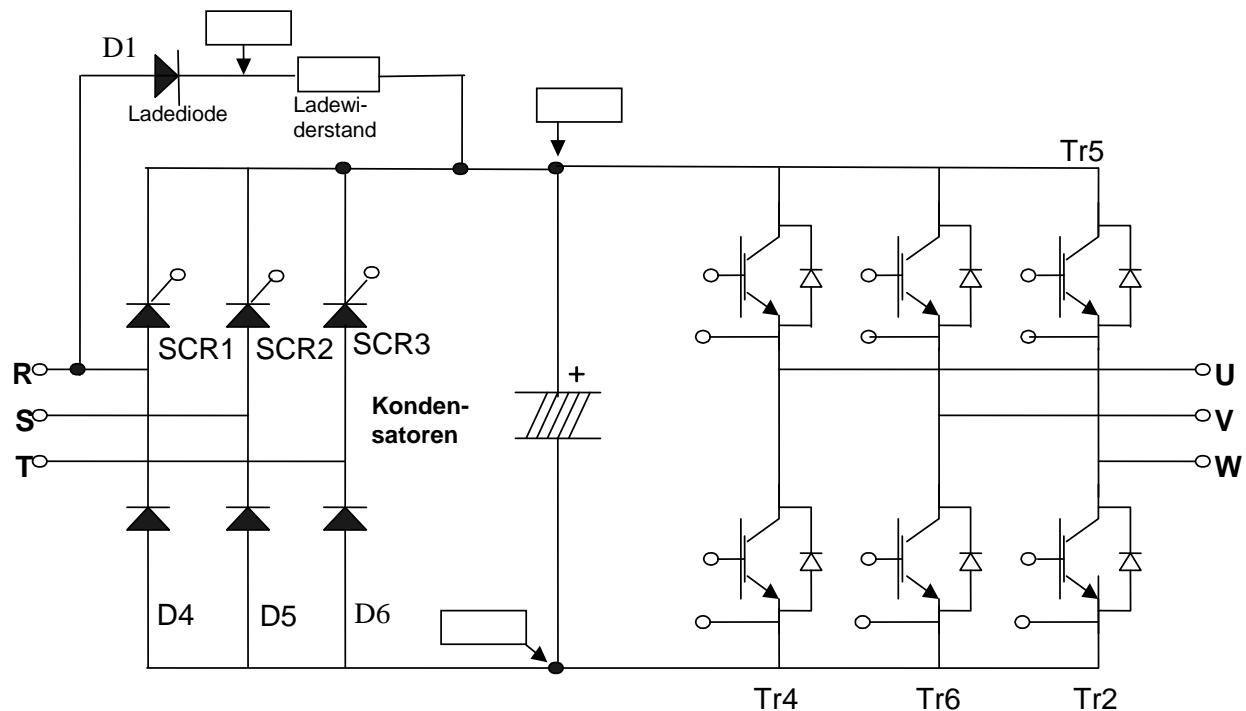 D1
Ladediode
Ladewi-
derstand
Tr5
SCR1
SCR2
SCR3
R
S
T
+
Konden-
satoren
U
V
W
D4
D5
D6
Tr4
Tr6
Tr2